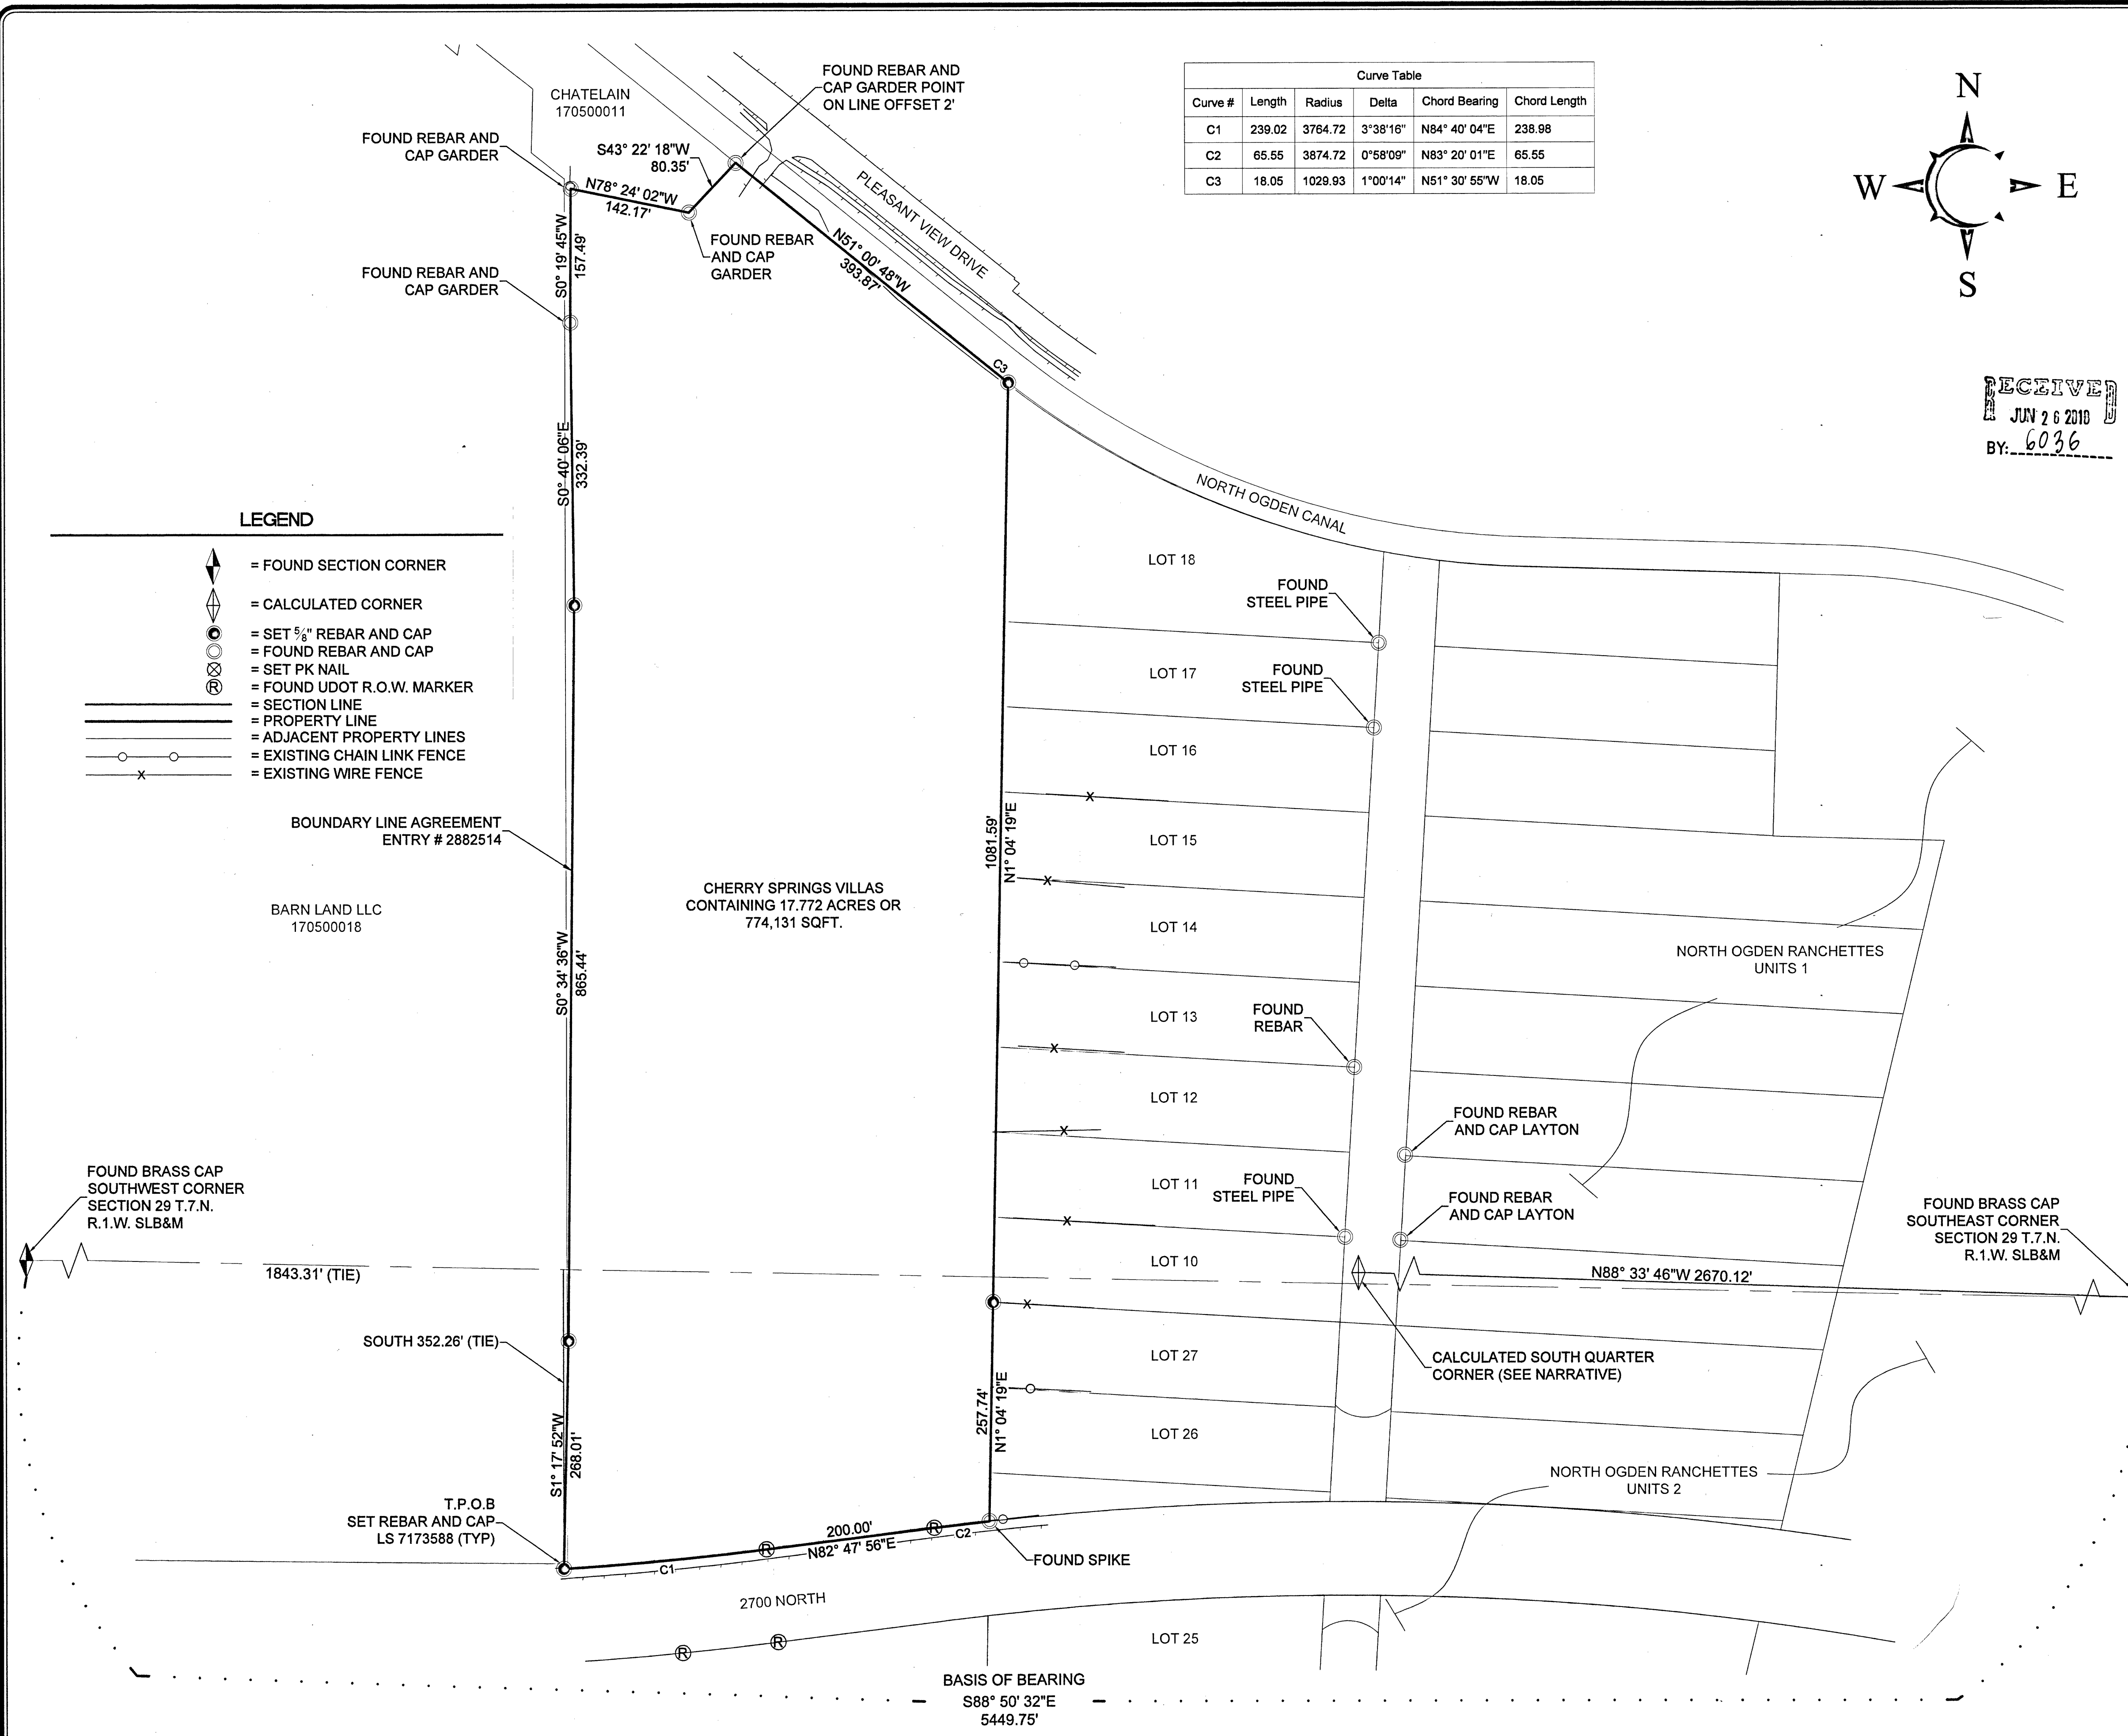 CHATELAIN
170500011
FOUND REBAR AND
CAP GARDER POINT
ON LINE OFFSET 2'
FOUND REBAR AND
CAP GARDER
S43° 22' 18"W
80.35'
N78° 24' 02"W
142.17'
FOUND REBAR
AND CAP
GARDER
PLEASANT VIEW DRIVE
N51° 00' 48"W
393.87'
C3
S0° 19' 45"W
157.49'
FOUND REBAR AND
CAP GARDER
S0° 40' 06"E
332.39'
Curve Table
Curve # Length Radius Delta Chord Bearing Chord Length
C1 239.02 3764.72 3°38'16" N84° 40' 04"E 238.98
C2 65.55 3874.72 0°58'09" N83° 20' 01"E 65.55
C3 18.05 1029.93 1°00'14" N51° 30' 55"W 18.05
N
W E
S
RECEIVED
JUN 26 2018
BY: 6036
LEGEND
= FOUND SECTION CORNER
= CALCULATED CORNER
= SET 5/8" REBAR AND CAP
= FOUND REBAR AND CAP
= SET PK NAIL
R = FOUND UDOT R.O.W. MARKER
= SECTION LINE
= PROPERTY LINE
= ADJACENT PROPERTY LINES
= EXISTING CHAIN LINK FENCE
X = EXISTING WIRE FENCE
BOUNDARY LINE AGREEMENT
ENTRY # 2882514
BARN LAND LLC
170500018
S0° 34' 36"W
865.44'
CHERRY SPRINGS VILLAS
CONTAINING 17.772 ACRES OR
774,131 SQFT.
1081.59'
N1° 04' 19"E
NORTH OGDEN CANAL
LOT 18
FOUND
STEEL PIPE
LOT 17
FOUND
STEEL PIPE
LOT 16
X
LOT 15
X
LOT 14
NORTH OGDEN RANCHETTES
UNITS 1
LOT 13
FOUND
REBAR
X
LOT 12
FOUND REBAR
AND CAP LAYTON
X
LOT 11
FOUND
STEEL PIPE
FOUND REBAR
AND CAP LAYTON
X
LOT 10
FOUND BRASS CAP
SOUTHEAST CORNER
SECTION 29 T.7.N.
R.1.W. SLB&M
FOUND BRASS CAP
SOUTHWEST CORNER
SECTION 29 T.7.N.
R.1.W. SLB&M
1843.31' (TIE)
N88° 33' 46"W 2670.12'
X
SOUTH 352.26' (TIE)
LOT 27
CALCULATED SOUTH QUARTER
CORNER (SEE NARRATIVE)
257.74'
N1° 04' 19"E
LOT 26
S1° 17' 52"W
268.01'
NORTH OGDEN RANCHETTES
UNITS 2
T.P.O.B
SET REBAR AND CAP
LS 7173588 (TYP)
200.00'
N82° 47' 56"E
R
R
C1
C2
FOUND SPIKE
2700 NORTH
R
R
LOT 25
BASIS OF BEARING
S88° 50' 32"E
5449.75'